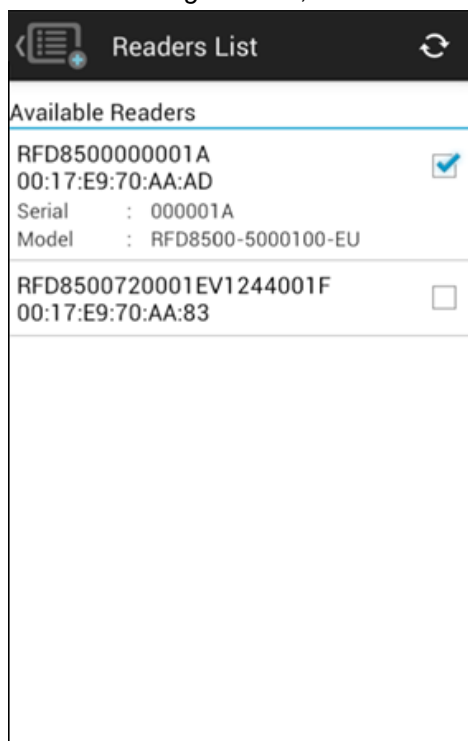 Readers List
Available Readers
RFD8500000001A
00:17:E9:70:AA:AD
Serial : 000001A
Model : RFD8500-5000100-EU
RFD8500720001EV1244001F
00:17:E9:70:AA:83